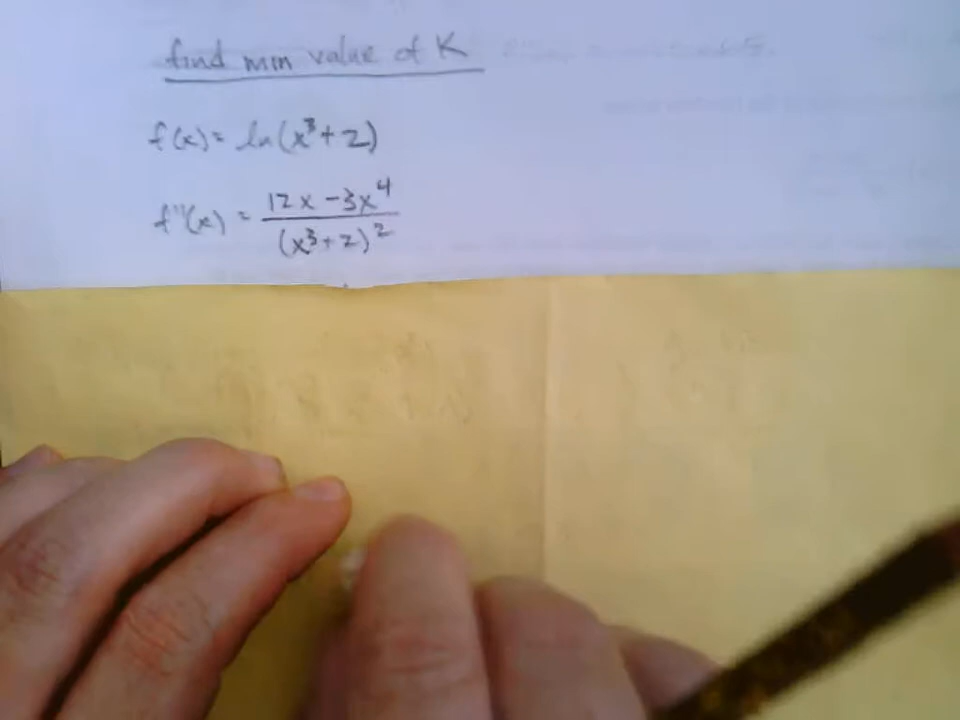 find min value of K
f(x) = ln(x³+2)
f''(x) = 12x - 3x⁴ / (x³+2)²